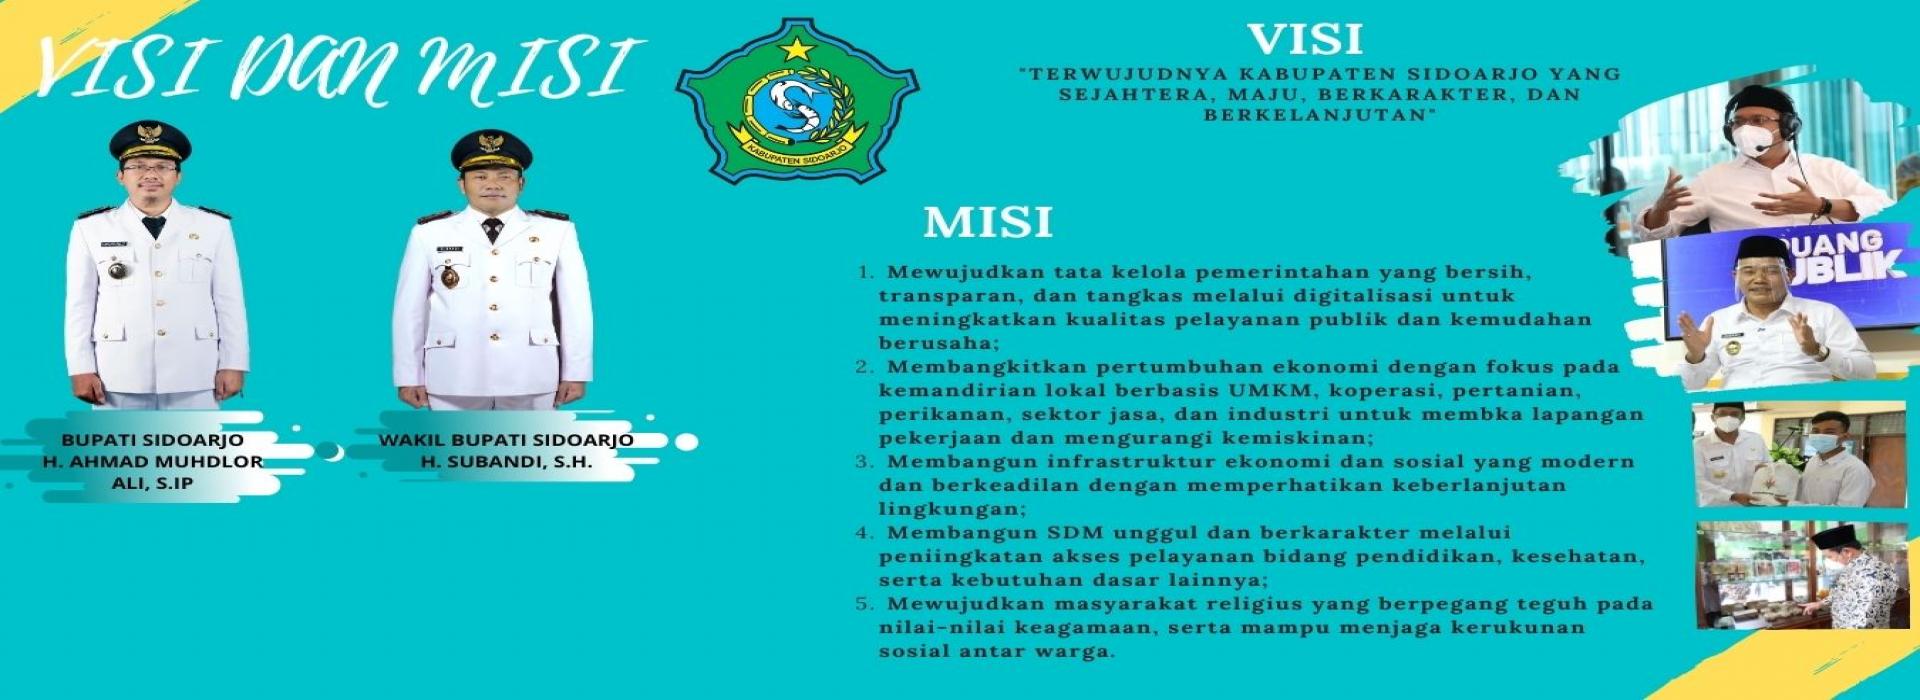 VISI DAN MISI
KABUPATEN SIDOARJO
BUPATI SIDOARJO
H. AHMAD MUHDLOR
ALI, S.IP
WAKIL BUPATI SIDOARJO
H. SUBANDI, S.H.
VISI
"TERWUJUDNYA KABUPATEN SIDOARJO YANG
SEJAHTERA, MAJU, BERKARAKTER, DAN
BERKELANJUTAN"
MISI
1. Mewujudkan tata kelola pemerintahan yang bersih,
transparan, dan tangkas melalui digitalisasi untuk
meningkatkan kualitas pelayanan publik dan kemudahan
berusaha;
2. Membangkitkan pertumbuhan ekonomi dengan fokus pada
kemandirian lokal berbasis UMKM, koperasi, pertanian,
perikanan, sektor jasa, dan industri untuk membka lapangan
pekerjaan dan mengurangi kemiskinan;
3. Membangun infrastruktur ekonomi dan sosial yang modern
dan berkeadilan dengan memperhatikan keberlanjutan
lingkungan;
4. Membangun SDM unggul dan berkarakter melalui
peniingkatan akses pelayanan bidang pendidikan, kesehatan,
serta kebutuhan dasar lainnya;
5. Mewujudkan masyarakat religius yang berpegang teguh pada
nilai-nilai keagamaan, serta mampu menjaga kerukunan
sosial antar warga.
UANG
UBLIK